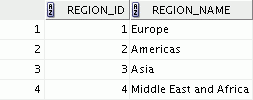 REGION_ID REGION_NAME
1 1 Europe
2 2 Americas
3 3 Asia
4 4 Middle East and Africa